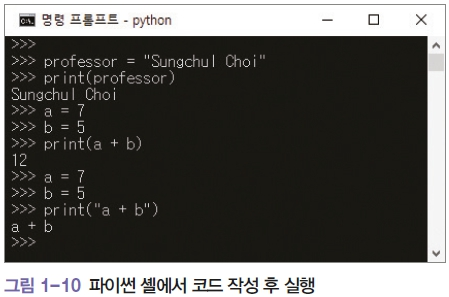 명령 프롬프트 - python
>>>
>>> professor = "Sungchul Choi"
>>> print(professor)
Sungchul Choi
>>> a = 7
>>> b = 5
>>> print(a + b)
12
>>> a = 7
>>> b = 5
>>> print("a + b")
a + b
>>>
그림 1-10 파이썬 셸에서 코드 작성 후 실행